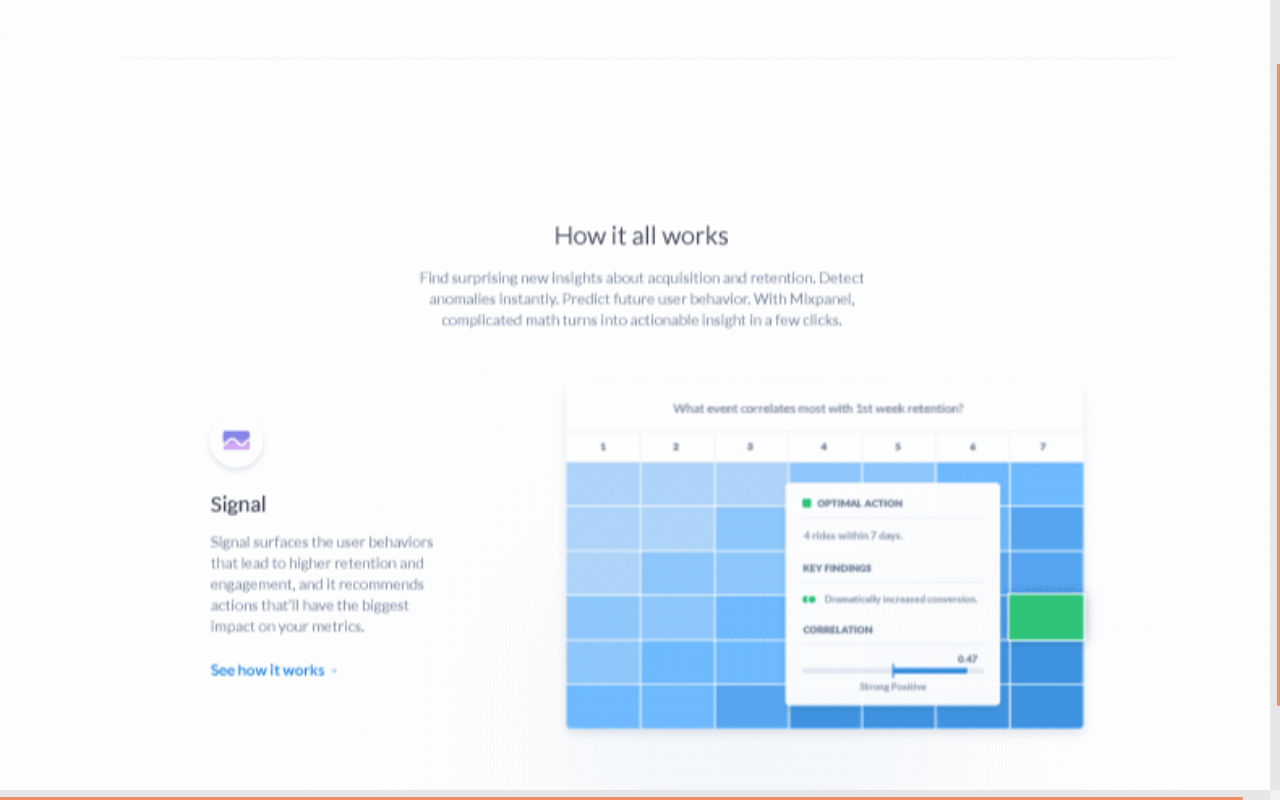 How it all works
Find surprising new insights about acquisition and retention. Detect
anomalies instantly. Predict future user behavior. With Mixpanel,
complicated math turns into actionable insight in a few clicks.
Signal
Signal surfaces the user behaviors
that lead to higher retention and
engagement, and it recommends
actions that'll have the biggest
impact on your metrics.
See how it works →
What event correlates most with 1st week retention?
1 2 3 4 5 6 7
OPTIMAL ACTION
4 rides within 7 days.
KEY FINDINGS
Dramatically increased conversion.
CORRELATION
0.47
Strong Positive